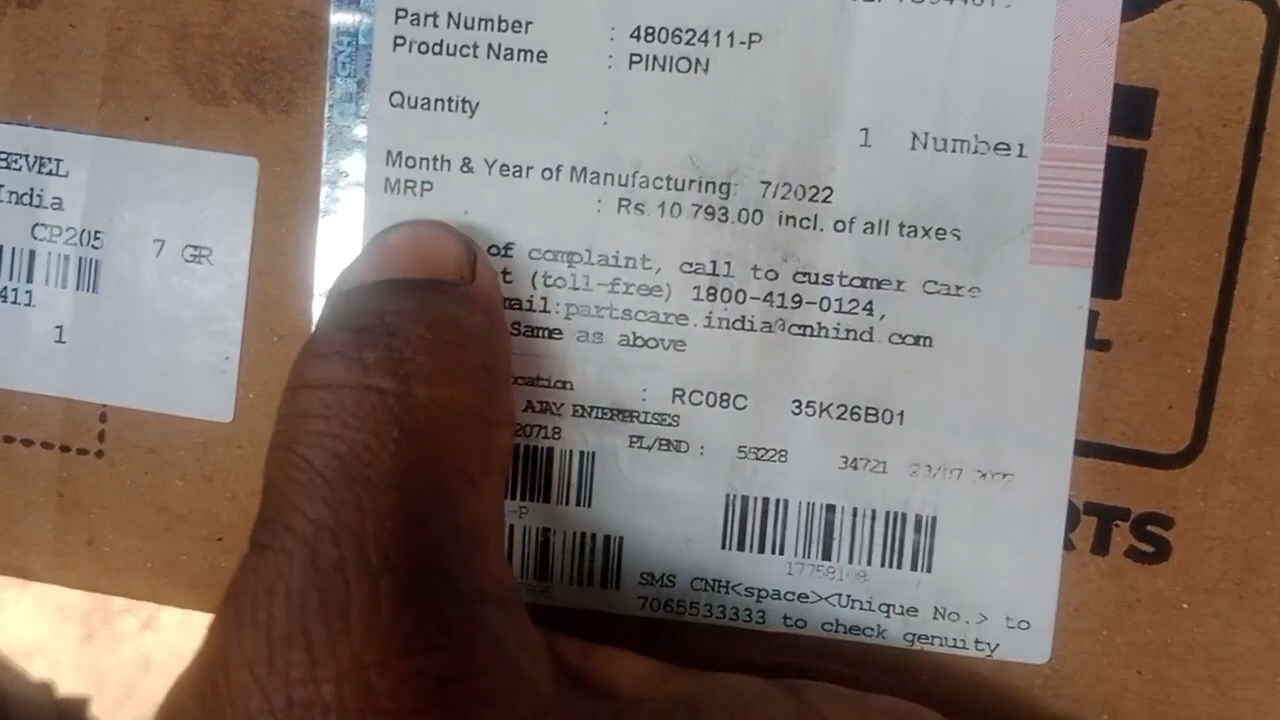 Part Number : 48062411-P
Product Name : PINION
Quantity : 1 Number
Month & Year of Manufacturing: 7/2022
MRP : Rs. 10 793.00 incl. of all taxes
of complaint, call to customer Care
t (toll-free) 1800-419-0124,
mail:partscare.india@cnhind.com
Same as above
ocation : RC08C 35K26B01
AJAY ENTERPRISES
20718 PL/BND : 55228 34721
-P
SMS CNH<space><Unique No.> to
7065533333 to check genuity
BEVEL
India
CP205 7 GR
411
1
L
RTS